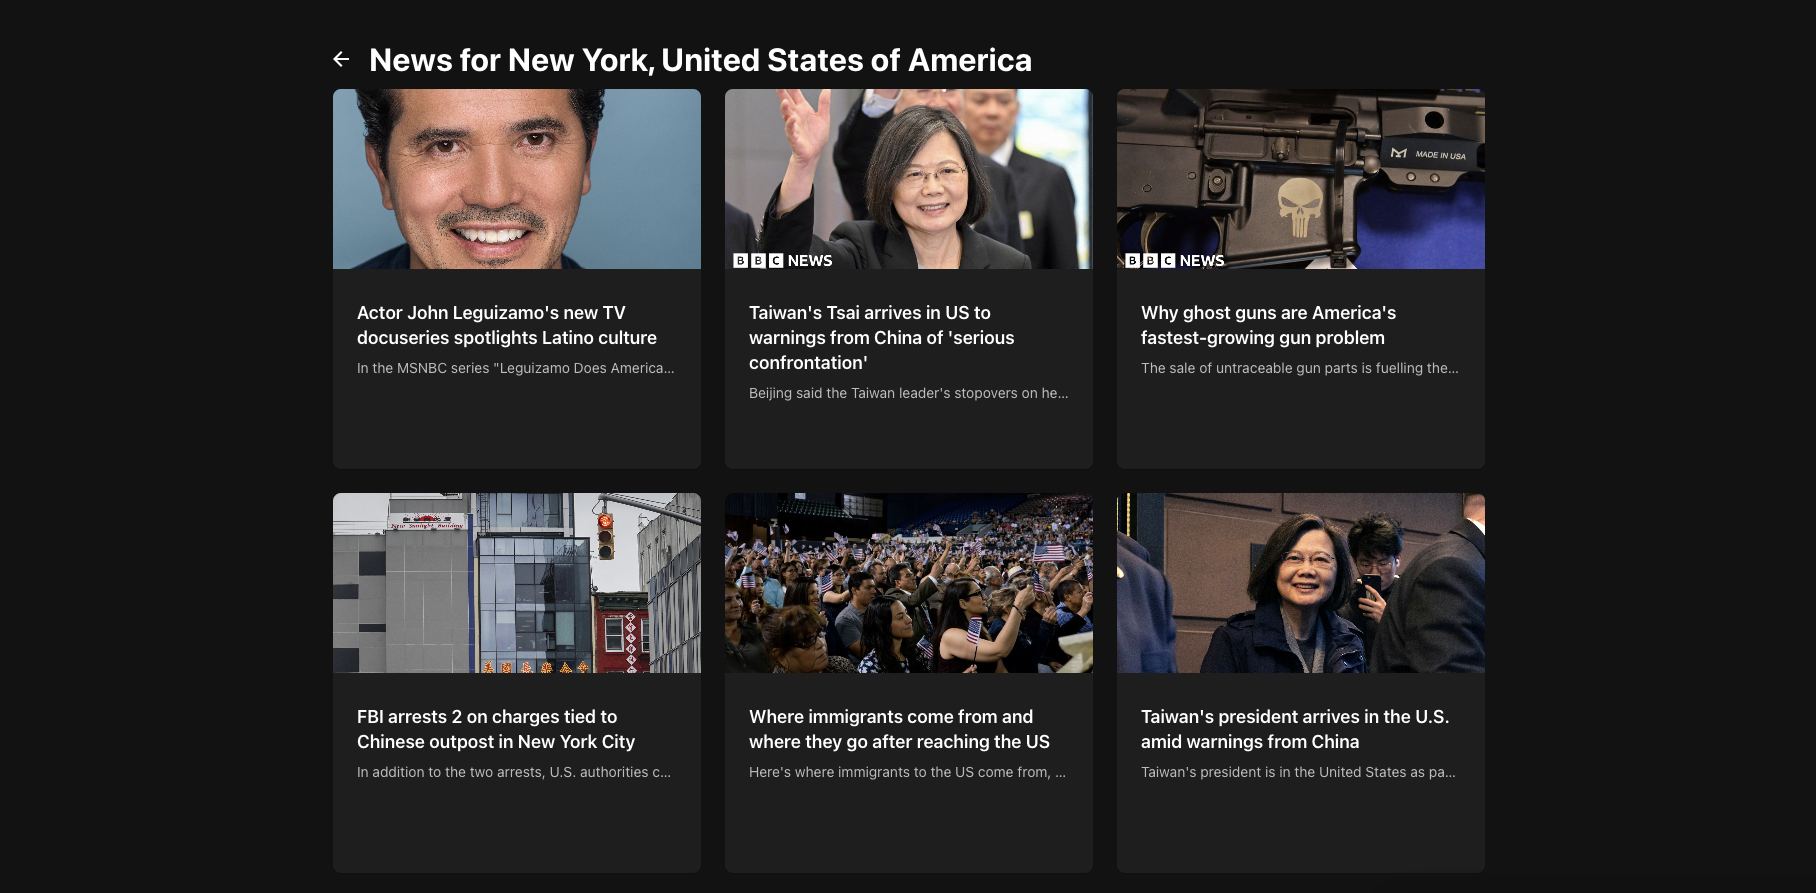 News for New York, United States of America
BBC NEWS
MADE IN USA
BBC NEWS
Actor John Leguizamo's new TV
docuseries spotlights Latino culture
In the MSNBC series "Leguizamo Does America...
Taiwan's Tsai arrives in US to
warnings from China of 'serious
confrontation'
Beijing said the Taiwan leader's stopovers on he...
Why ghost guns are America's
fastest-growing gun problem
The sale of untraceable gun parts is fuelling the...
New Sunlight Building
FBI arrests 2 on charges tied to
Chinese outpost in New York City
In addition to the two arrests, U.S. authorities c...
Where immigrants come from and
where they go after reaching the US
Here's where immigrants to the US come from, ...
Taiwan's president arrives in the U.S.
amid warnings from China
Taiwan's president is in the United States as pa...